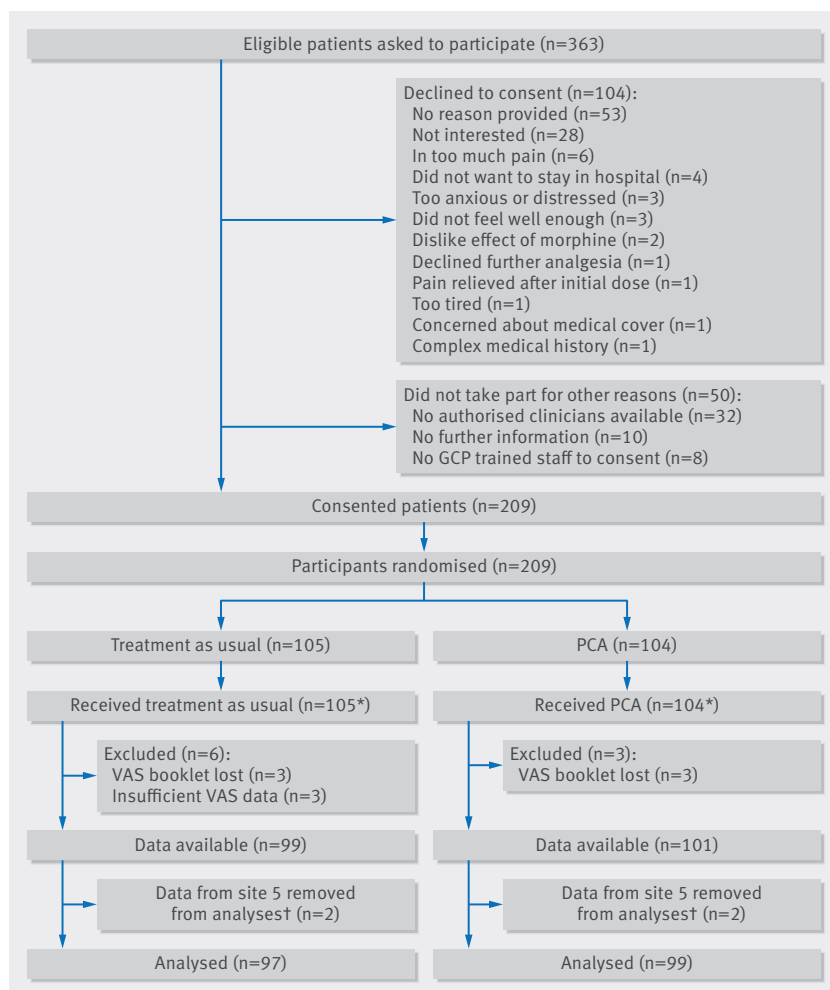 Eligible patients asked to participate (n=363)
Declined to consent (n=104):
No reason provided (n=53)
Not interested (n=28)
In too much pain (n=6)
Did not want to stay in hospital (n=4)
Too anxious or distressed (n=3)
Did not feel well enough (n=3)
Dislike effect of morphine (n=2)
Declined further analgesia (n=1)
Pain relieved after initial dose (n=1)
Too tired (n=1)
Concerned about medical cover (n=1)
Complex medical history (n=1)
Did not take part for other reasons (n=50):
No authorised clinicians available (n=32)
No further information (n=10)
No GCP trained staff to consent (n=8)
Consented patients (n=209)
Participants randomised (n=209)
Treatment as usual (n=105)
PCA (n=104)
Received treatment as usual (n=105*)
Received PCA (n=104*)
Excluded (n=6):
VAS booklet lost (n=3)
Insufficient VAS data (n=3)
Excluded (n=3):
VAS booklet lost (n=3)
Data available (n=99)
Data available (n=101)
Data from site 5 removed
from analyses† (n=2)
Data from site 5 removed
from analyses† (n=2)
Analysed (n=97)
Analysed (n=99)